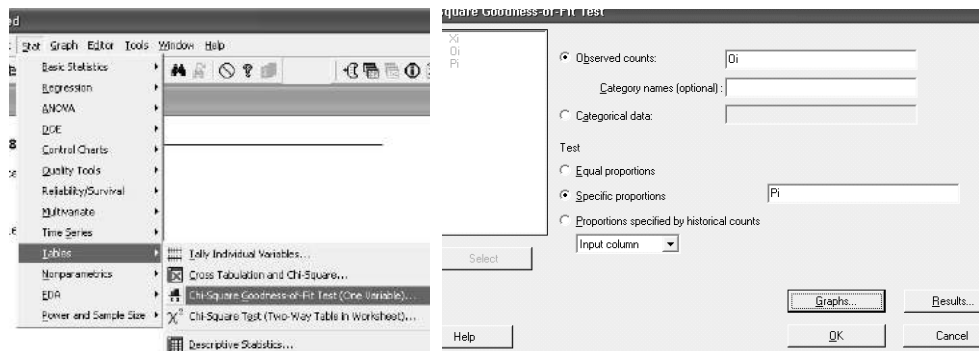 ed
Stat Graph Editor Tools Window Help
Basic Statistics
Regression
ANOVA
DOE
8
Control Charts
Quality Tools
Reliability/Survival
Multivariate
Time Series
Tables
Nonparametrics
EDA
Power and Sample Size
Tally Individual Variables...
Cross Tabulation and Chi-Square...
Chi-Square Goodness-of-Fit Test (One Variable)...
χ² Chi-Square Test (Two-Way Table in Worksheet)...
Descriptive Statistics...
Square Goodness-of-Fit Test
Xi
Oi
Pi
Observed counts: Oi
Category names (optional):
Categorical data:
Test
Equal proportions
Specific proportions Pi
Proportions specified by historical counts
Input column
Select
Graphs... Results...
Help OK Cancel